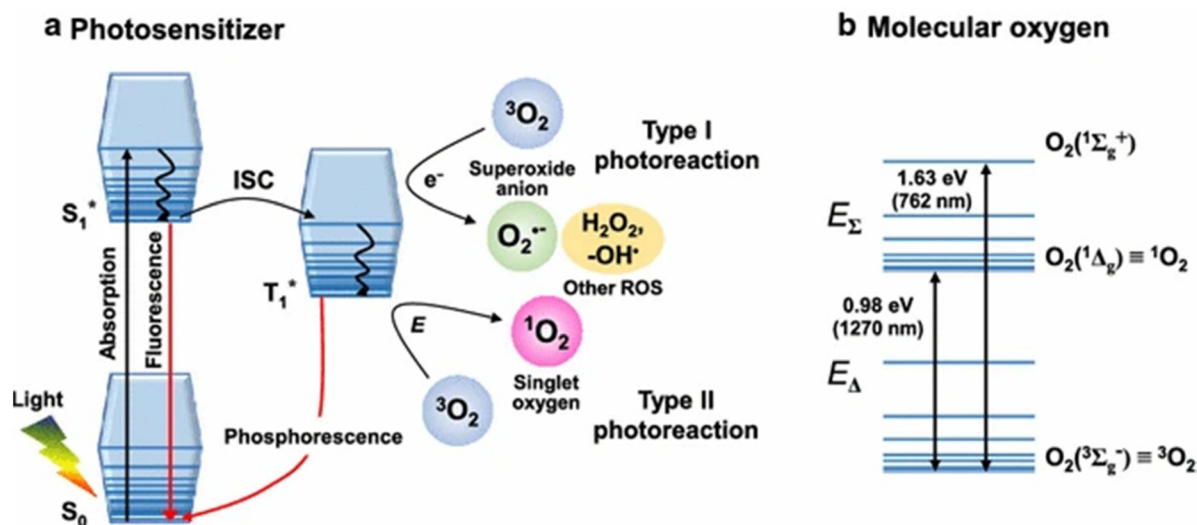 a Photosensitizer
³O₂
Type I
photoreaction
Superoxide
anion
e⁻
ISC
O₂•⁻
H₂O₂,
-OH•
Other ROS
S₁*
T₁*
Absorption
Fluorescence
E
¹O₂
Singlet
oxygen
³O₂
Type II
photoreaction
Light
Phosphorescence
S₀
b Molecular oxygen
O₂(¹Σg⁺)
1.63 eV
(762 nm)
EΣ
O₂(¹Δg) ≡ ¹O₂
0.98 eV
(1270 nm)
EΔ
O₂(³Σg⁻) ≡ ³O₂